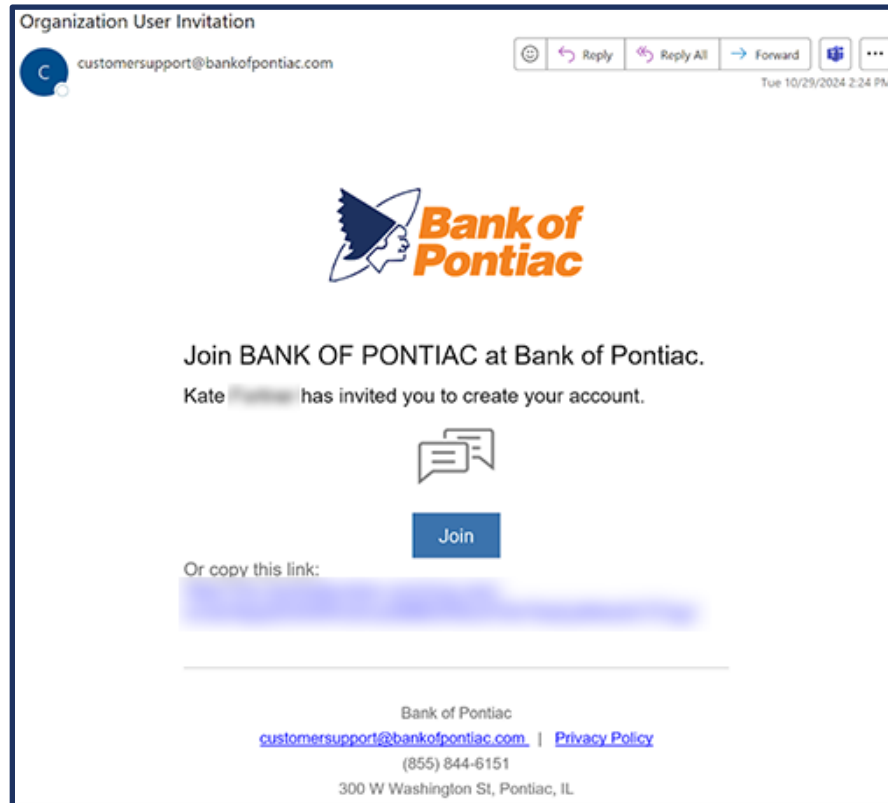 Organization User Invitation
C
customersupport@bankofpontiac.com
Reply
Reply All
Forward
Tue 10/29/2024 2:24 PM
Bank of
Pontiac
Join BANK OF PONTIAC at Bank of Pontiac.
Kate has invited you to create your account.
Join
Or copy this link:
Bank of Pontiac
customersupport@bankofpontiac.com | Privacy Policy
(855) 844-6151
300 W Washington St, Pontiac, IL